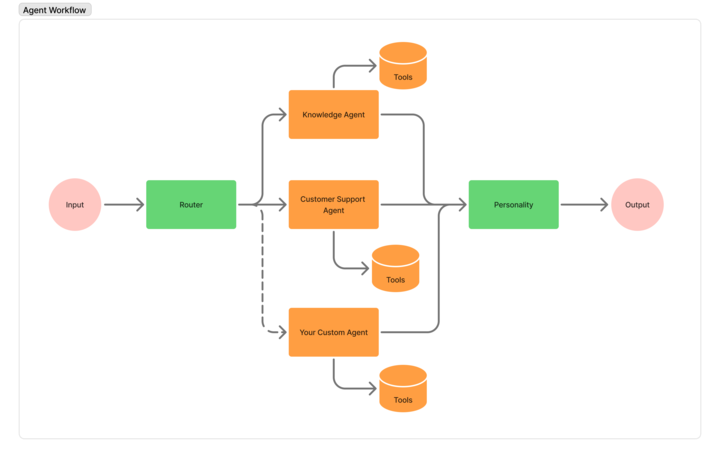 Agent Workflow
Tools
Knowledge Agent
Input
Router
Customer Support
Agent
Personality
Output
Tools
Your Custom Agent
Tools